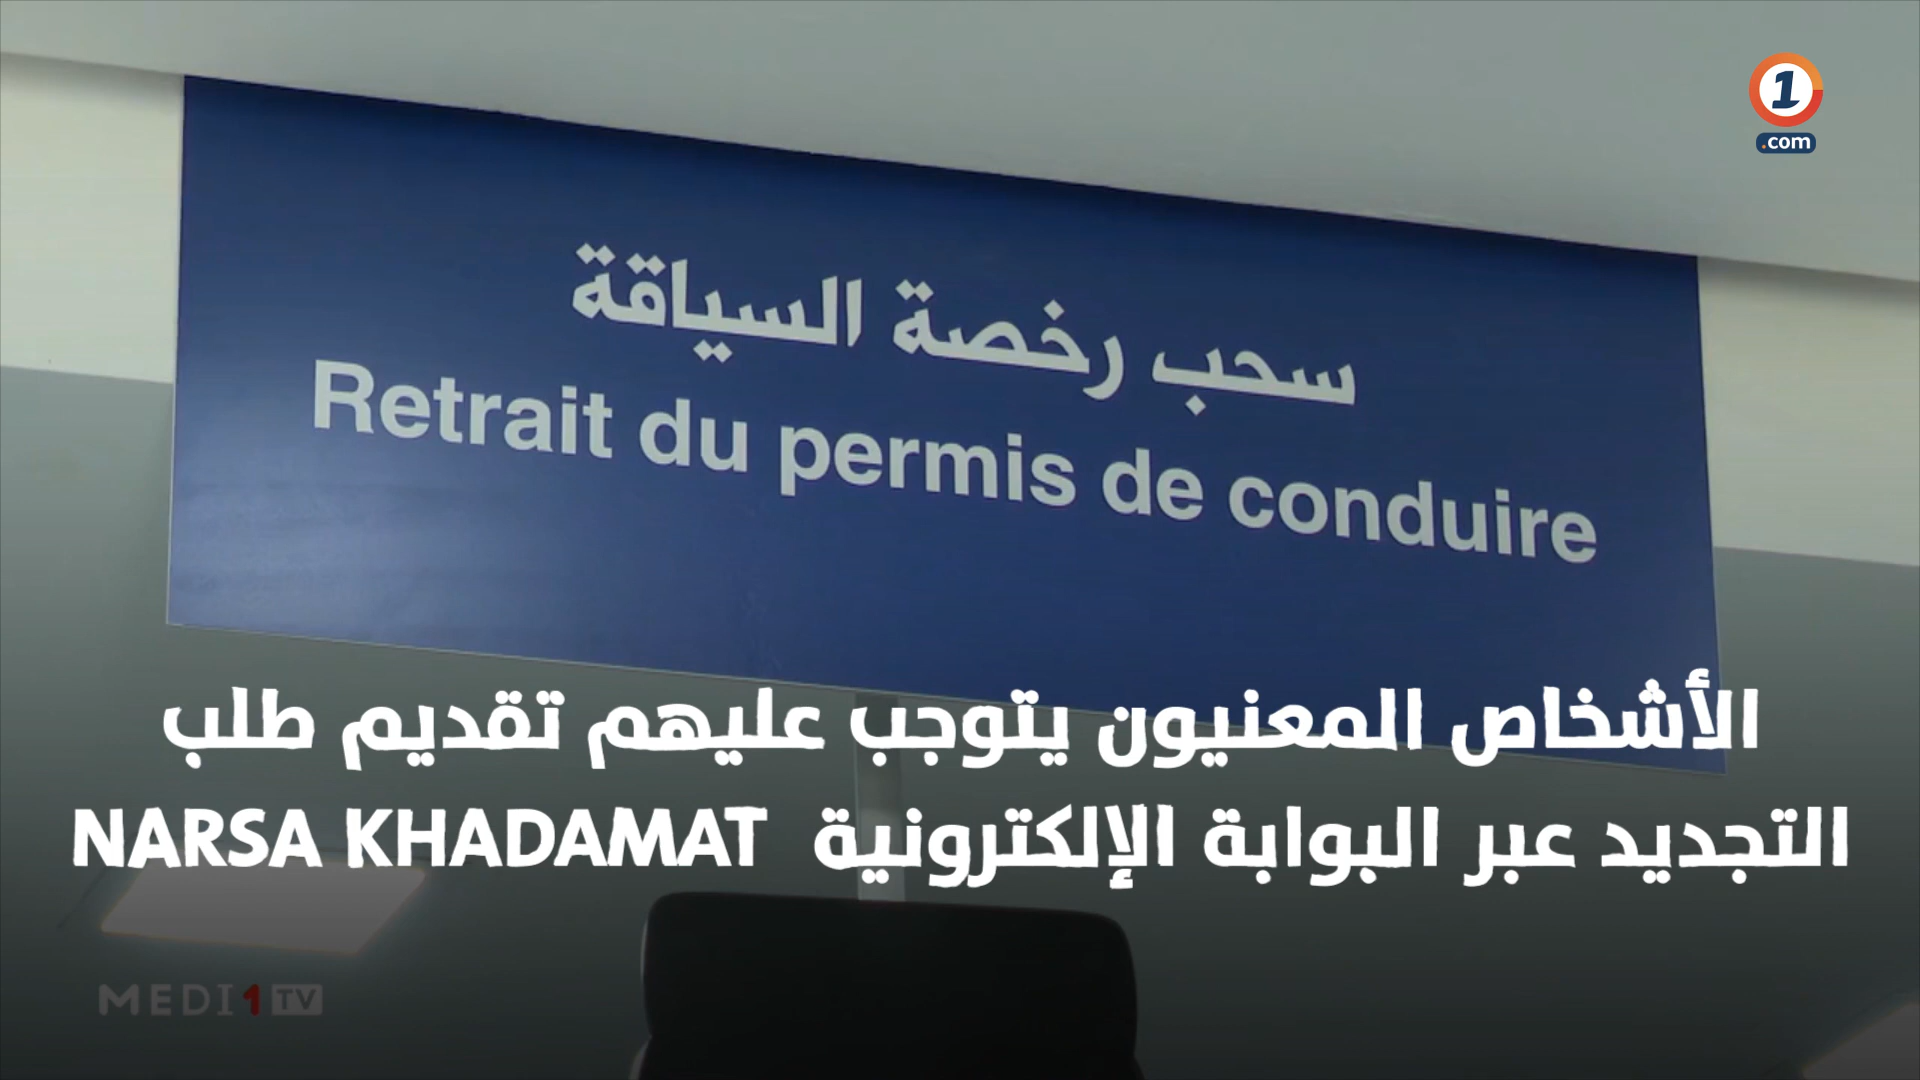 1
.com
سحب رخصة السياقة
Retrait du permis de conduire
الأشخاص المعنيون يتوجب عليهم تقديم طلب
التجديد عبر البوابة الإلكترونية NARSA KHADAMAT
MEDI1TV